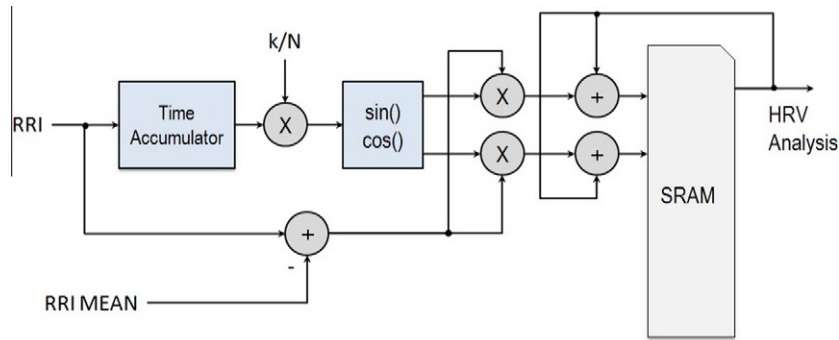 k/N
RRI
Time
Accumulator
X
sin()
cos()
X
X
+
+
SRAM
HRV
Analysis
+
-
RRI MEAN